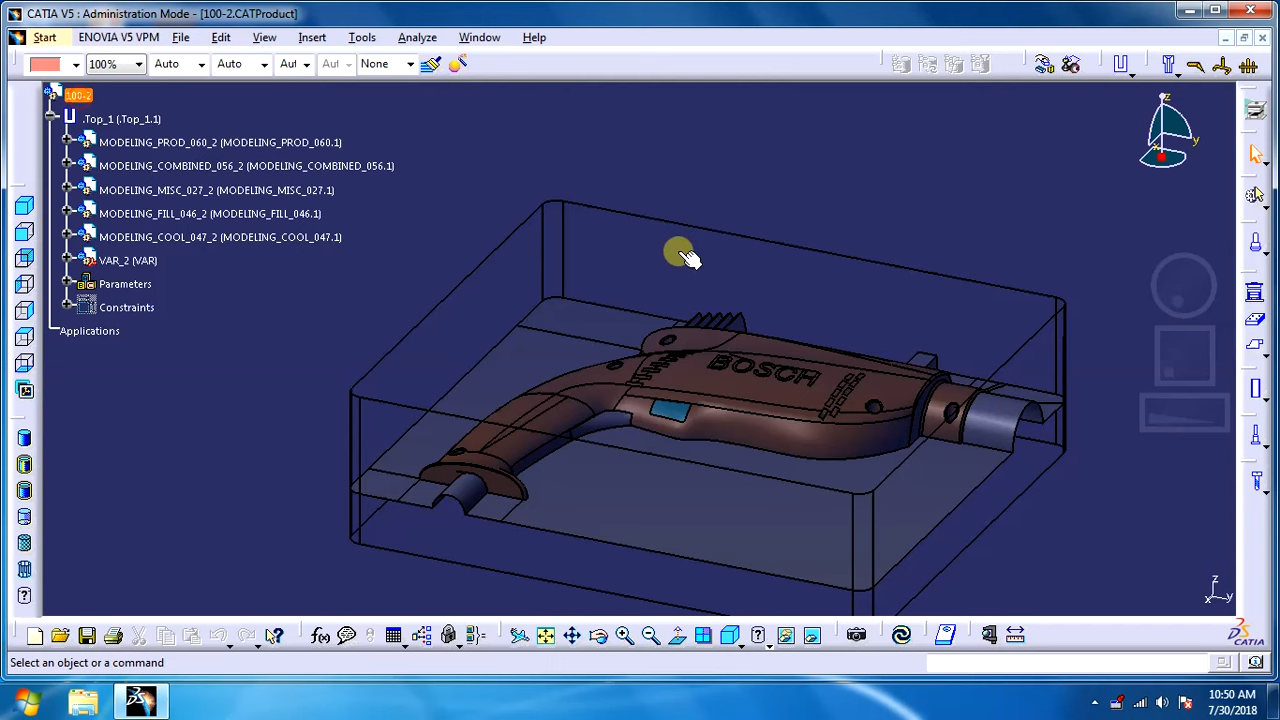 CATIA V5 : Administration Mode - [100-2.CATProduct]
Start ENOVIA V5 VPM File Edit View Insert Tools Analyze Window Help
100% Auto Auto Aut Aut None
100-2
.Top_1 (.Top_1.1)
MODELING_PROD_060_2 (MODELING_PROD_060.1)
MODELING_COMBINED_056_2 (MODELING_COMBINED_056.1)
MODELING_MISC_027_2 (MODELING_MISC_027.1)
MODELING_FILL_046_2 (MODELING_FILL_046.1)
MODELING_COOL_047_2 (MODELING_COOL_047.1)
VAR_2 (VAR)
Parameters
Constraints
Applications
z
y
x
BOSCH
z
x y
CATIA
Select an object or a command
10:50 AM
7/30/2018